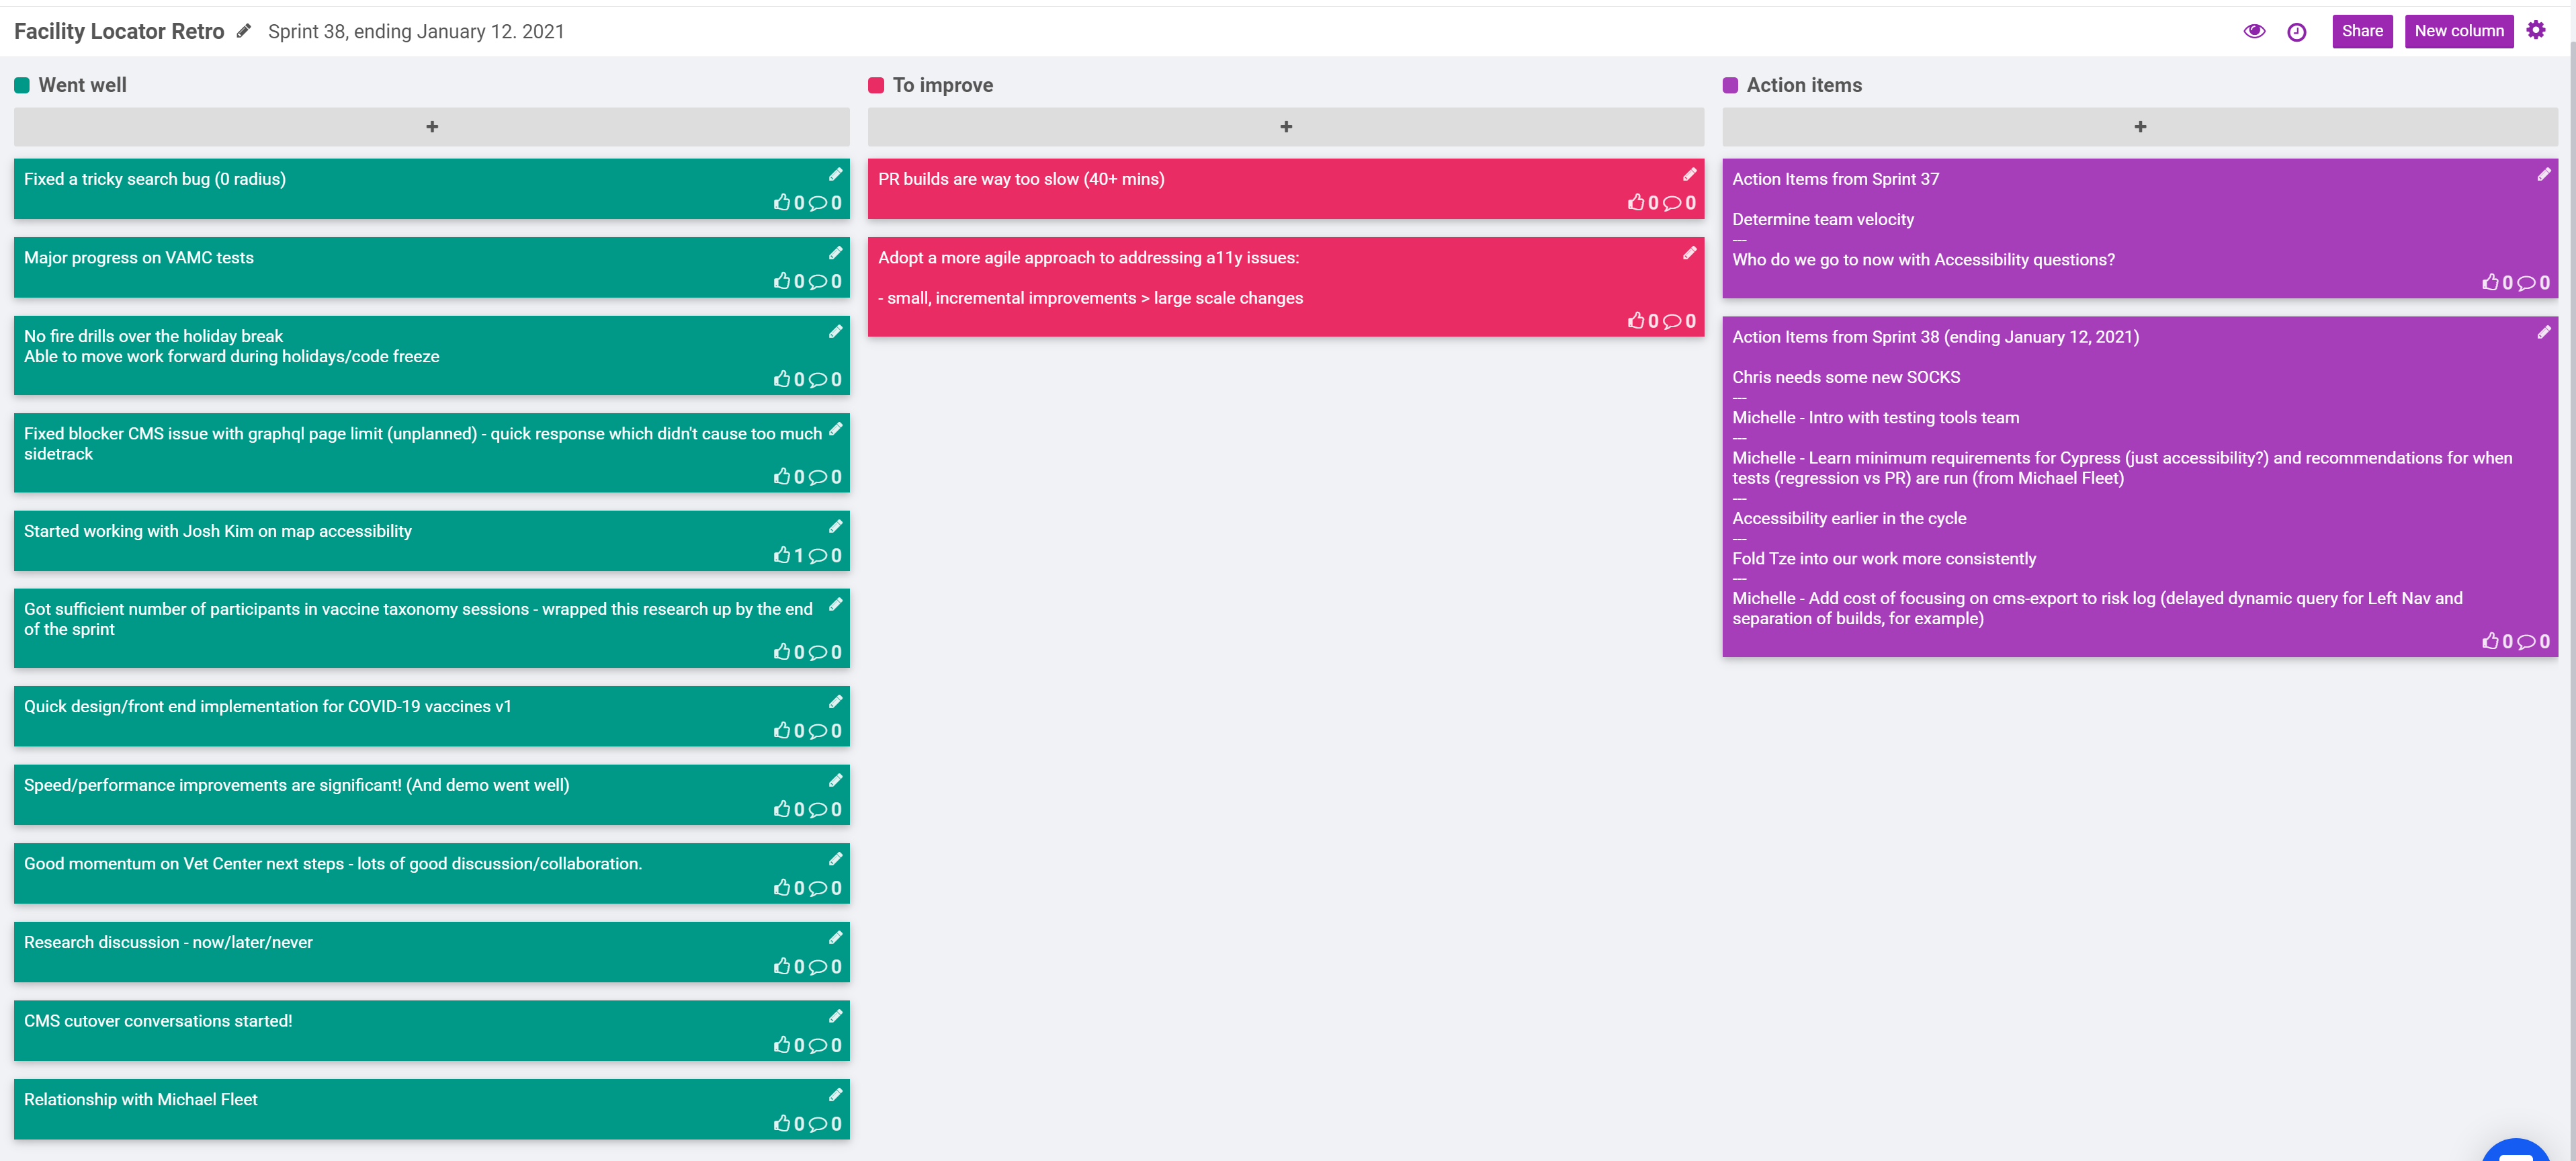 Facility Locator Retro
Sprint 38, ending January 12. 2021
Share
New column
Went well
+
Fixed a tricky search bug (0 radius)
0 0
Major progress on VAMC tests
0 0
No fire drills over the holiday break
Able to move work forward during holidays/code freeze
0 0
Fixed blocker CMS issue with graphql page limit (unplanned) - quick response which didn't cause too much
sidetrack
0 0
Started working with Josh Kim on map accessibility
1 0
Got sufficient number of participants in vaccine taxonomy sessions - wrapped this research up by the end
of the sprint
0 0
Quick design/front end implementation for COVID-19 vaccines v1
0 0
Speed/performance improvements are significant! (And demo went well)
0 0
Good momentum on Vet Center next steps - lots of good discussion/collaboration.
0 0
Research discussion - now/later/never
0 0
CMS cutover conversations started!
0 0
Relationship with Michael Fleet
0 0
To improve
+
PR builds are way too slow (40+ mins)
0 0
Adopt a more agile approach to addressing a11y issues:
- small, incremental improvements > large scale changes
0 0
Action items
+
Action Items from Sprint 37
Determine team velocity
---
Who do we go to now with Accessibility questions?
0 0
Action Items from Sprint 38 (ending January 12, 2021)
Chris needs some new SOCKS
---
Michelle - Intro with testing tools team
---
Michelle - Learn minimum requirements for Cypress (just accessibility?) and recommendations for when
tests (regression vs PR) are run (from Michael Fleet)
---
Accessibility earlier in the cycle
---
Fold Tze into our work more consistently
---
Michelle - Add cost of focusing on cms-export to risk log (delayed dynamic query for Left Nav and
separation of builds, for example)
0 0